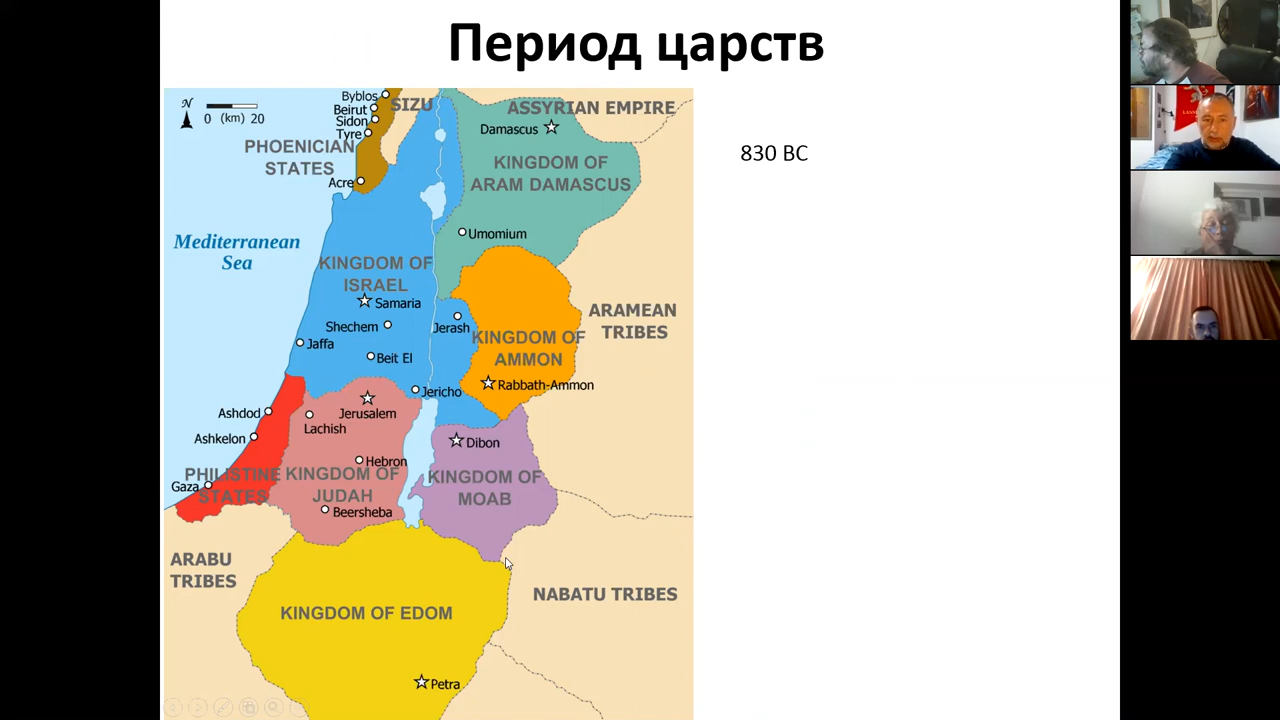 Период царств
830 BC
N
0 (km) 20
Byblos
Beirut
Sidon
Tyre
SIZU
ASSYRIAN EMPIRE
Damascus
PHOENICIAN
STATES
KINGDOM OF
ARAM DAMASCUS
Acre
Umomium
Mediterranean
Sea
KINGDOM OF
ISRAEL
Samaria
Shechem
Jerash
Jaffa
Beit El
KINGDOM OF
AMMON
ARAMEAN
TRIBES
Jericho
Rabbath-Ammon
Ashdod
Jerusalem
Lachish
Ashkelon
Dibon
Hebron
Gaza
PHILISTINE
STATES
KINGDOM OF
JUDAH
KINGDOM OF
MOAB
Beersheba
ARABU
TRIBES
NABATU TRIBES
KINGDOM OF EDOM
Petra